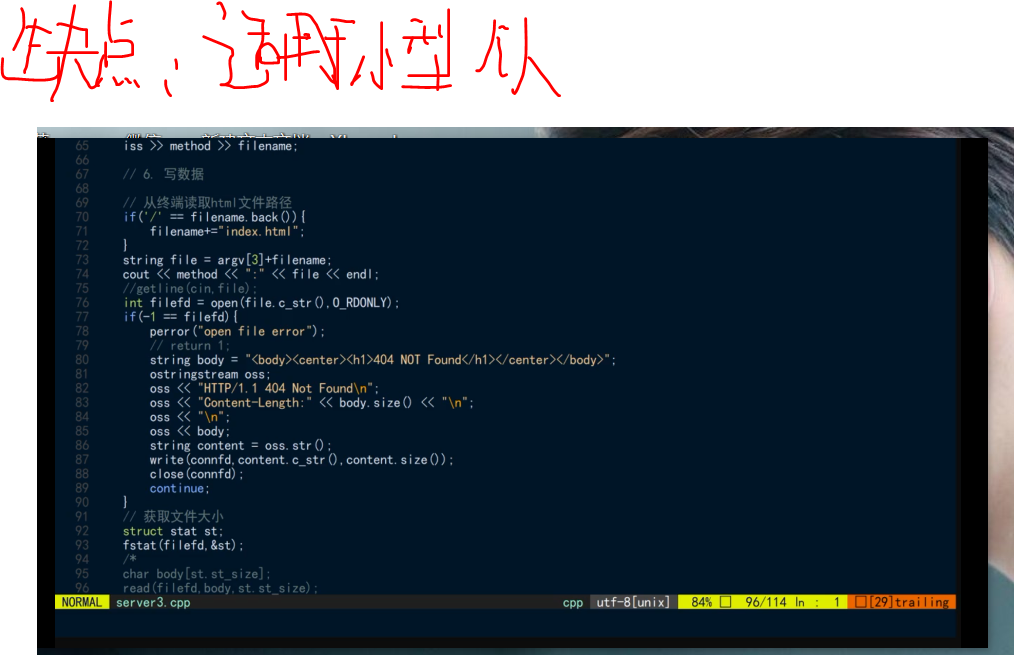 缺点，适用于小型 个人
65 iss >> method >> filename;
66
67 // 6. 写数据
68
69 // 从终端读取html文件路径
70 if('/' == filename.back()){
71 filename+="index.html";
72 }
73 string file = argv[3]+filename;
74 cout << method << ":" << file << endl;
75 //getline(cin,file);
76 int filefd = open(file.c_str(),O_RDONLY);
77 if(-1 == filefd){
78 perror("open file error");
79 // return 1;
80 string body = "<body><center><h1>404 NOT Found</h1></center></body>";
81 ostringstream oss;
82 oss << "HTTP/1.1 404 Not Found\n";
83 oss << "Content-Length:" << body.size() << "\n";
84 oss << "\n";
85 oss << body;
86 string content = oss.str();
87 write(connfd,content.c_str(),content.size());
88 close(connfd);
89 continue;
90 }
91 // 获取文件大小
92 struct stat st;
93 fstat(filefd,&st);
94 /*
95 char body[st.st_size];
96 read(filefd,body,st.st_size);
NORMAL server3.cpp cpp utf-8[unix] 84% 96/114 ln : 1 [29]trailing